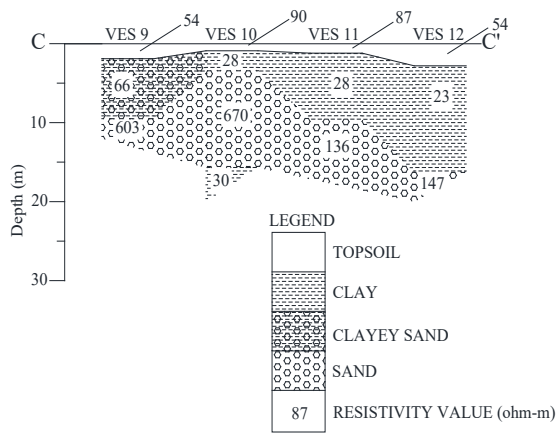 54 90 87 54
C VES 9 VES 10 VES 11 VES 12 C'
28
66 28 23
10 603 670
136
20 30 147
30
Depth (m)
LEGEND
TOPSOIL
CLAY
CLAYEY SAND
SAND
87 RESISTIVITY VALUE (ohm-m)